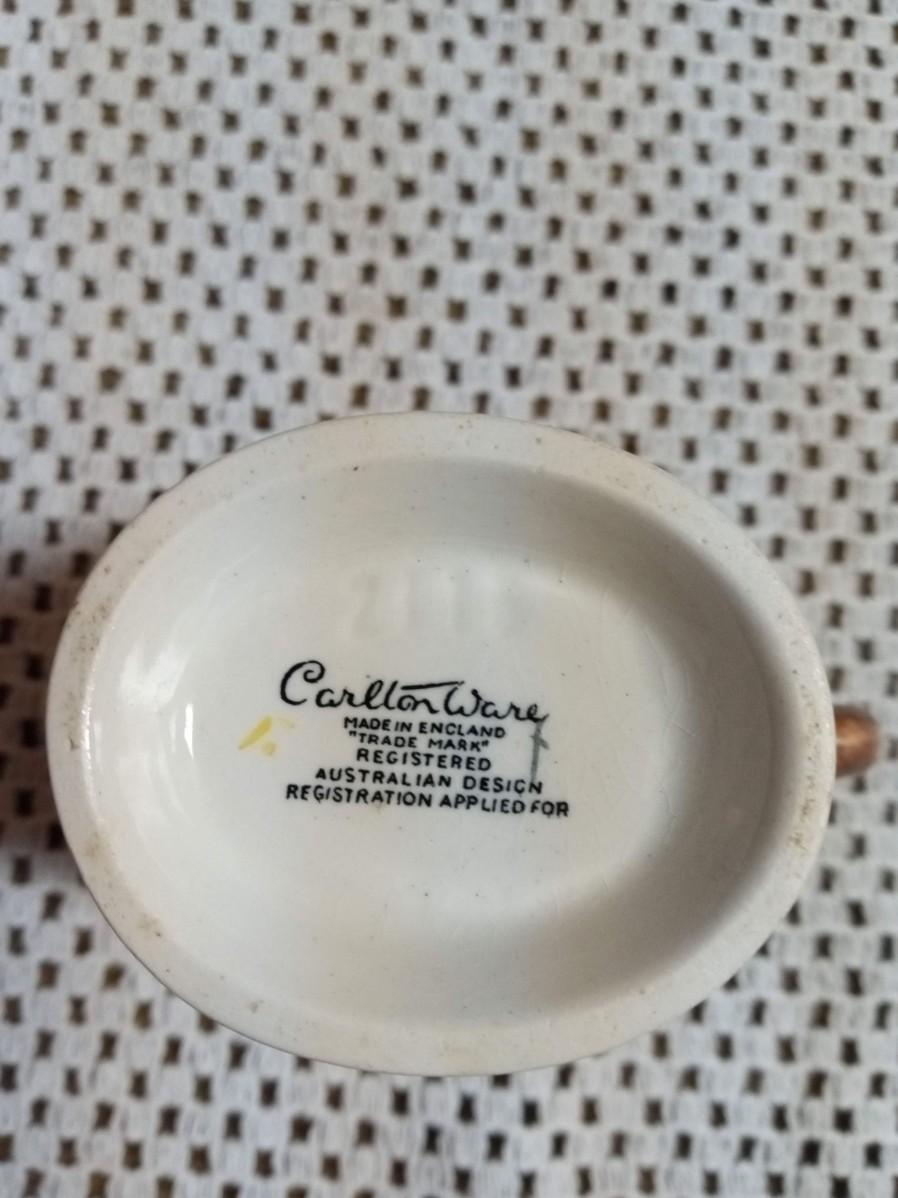 Carlton Ware
MADE IN ENGLAND
"TRADE MARK"
REGISTERED
AUSTRALIAN DESIGN
REGISTRATION APPLIED FOR